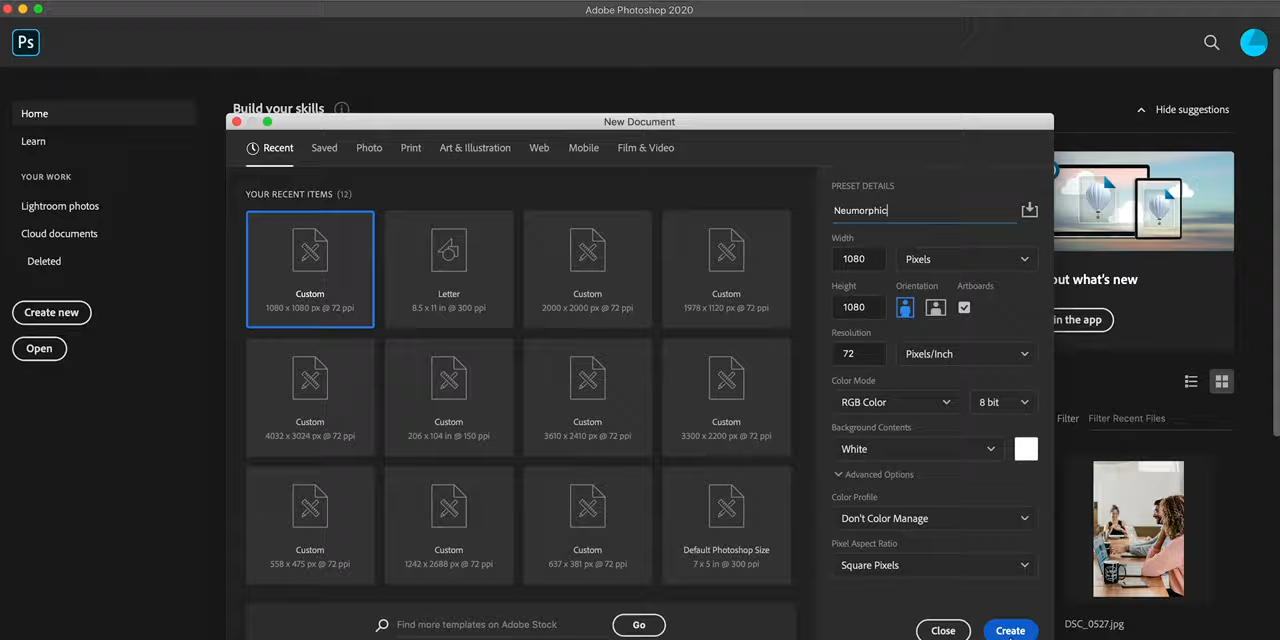 Adobe Photoshop 2020
Ps
Home
Learn
YOUR WORK
Lightroom photos
Cloud documents
Deleted
Create new
Open
Build your skills
Hide suggestions
New Document
Recent Saved Photo Print Art & Illustration Web Mobile Film & Video
YOUR RECENT ITEMS (12)
Custom
1080 x 1080 px @ 72 ppi
Letter
8.5 x 11 in @ 300 ppi
Custom
2000 x 2000 px @ 72 ppi
Custom
1978 x 1120 px @ 72 ppi
Custom
4032 x 3024 px @ 72 ppi
Custom
206 x 104 in @ 150 ppi
Custom
3610 x 2410 px @ 72 ppi
Custom
3300 x 2200 px @ 72 ppi
Custom
558 x 475 px @ 72 ppi
Custom
1242 x 2688 px @ 72 ppi
Custom
637 x 381 px @ 72 ppi
Default Photoshop Size
7 x 5 in @ 300 ppi
Find more templates on Adobe Stock
Go
PRESET DETAILS
Neumorphic
Width
1080 Pixels
Height Orientation Artboards
1080
Resolution
72 Pixels/Inch
Color Mode
RGB Color 8 bit
Background Contents
White
Advanced Options
Color Profile
Don't Color Manage
Pixel Aspect Ratio
Square Pixels
Close Create
out what's new
in the app
Filter Filter Recent Files
DSC_0527.jpg